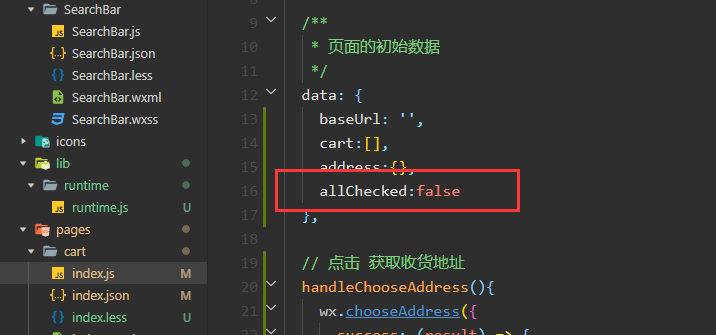 SearchBar
SearchBar.js
SearchBar.json
SearchBar.less
SearchBar.wxml
SearchBar.wxss
icons
lib
runtime
runtime.js U
pages
cart
index.js M
index.json M
index.less U
9 /**
10 * 页面的初始数据
11 */
12 data: {
13 baseUrl: '',
14 cart:[],
15 address:{},
16 allChecked:false
17 },
18
19 // 点击 获取收货地址
20 handleChooseAddress(){
21 wx.chooseAddress({
success: (result) => {